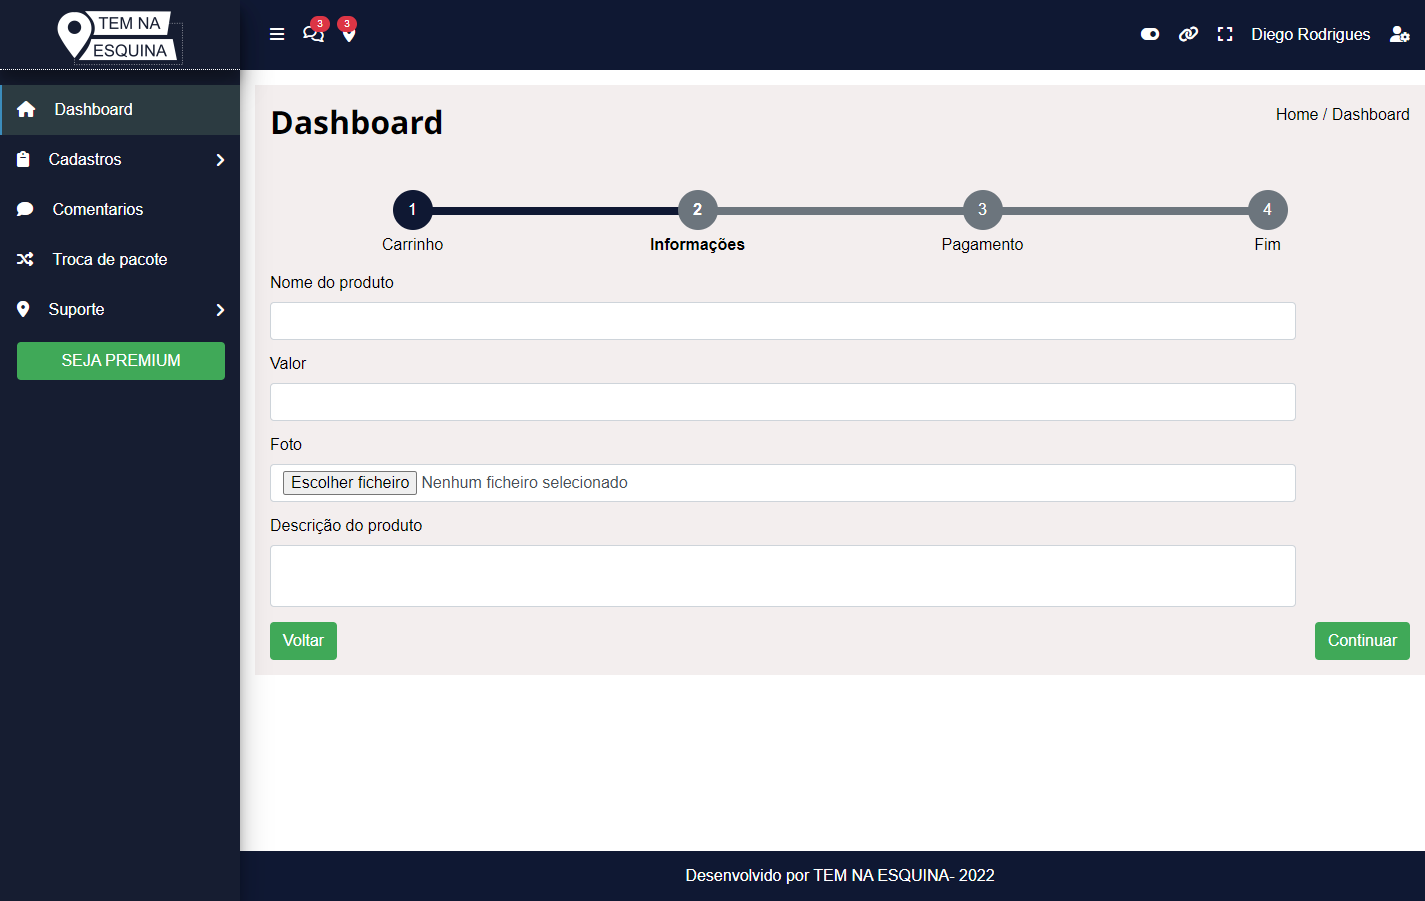 TEM NA
ESQUINA
3
3
Diego Rodrigues
Dashboard
Cadastros
Comentarios
Troca de pacote
Suporte
SEJA PREMIUM
Dashboard
Home / Dashboard
1
2
3
4
Carrinho
Informações
Pagamento
Fim
Nome do produto
Valor
Foto
Escolher ficheiro Nenhum ficheiro selecionado
Descrição do produto
Voltar
Continuar
Desenvolvido por TEM NA ESQUINA- 2022